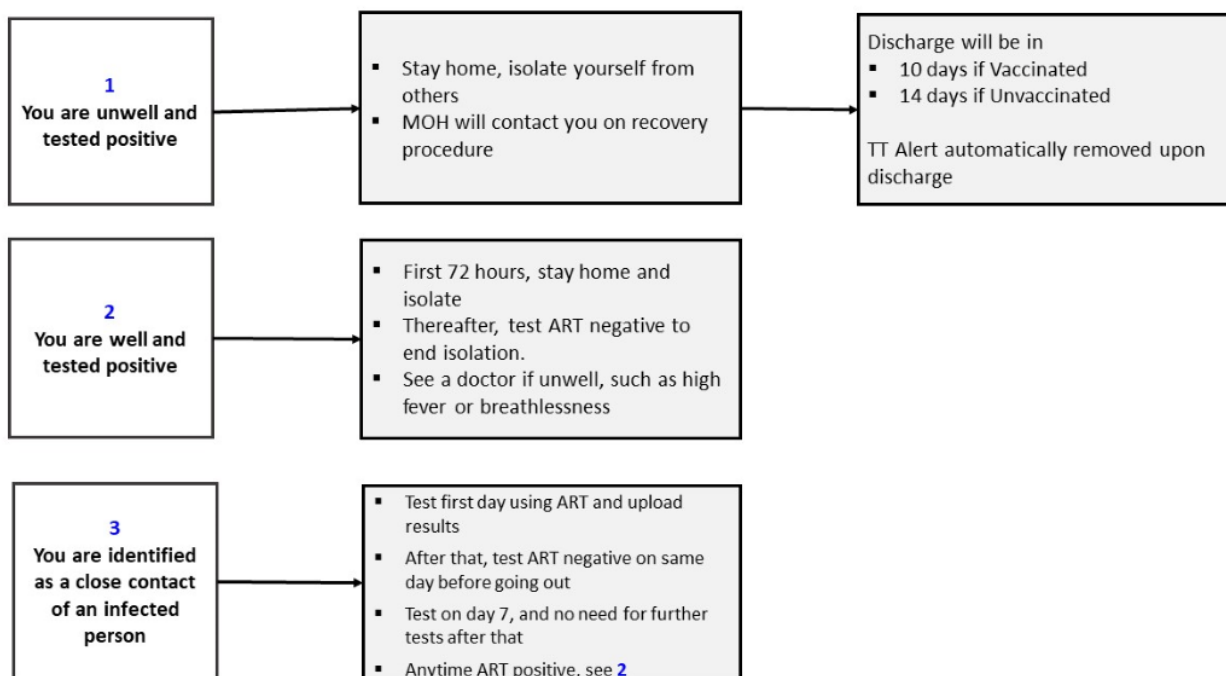 1
You are unwell and
tested positive
▪ Stay home, isolate yourself from
others
▪ MOH will contact you on recovery
procedure
Discharge will be in
▪ 10 days if Vaccinated
▪ 14 days if Unvaccinated
TT Alert automatically removed upon
discharge
2
You are well and
tested positive
▪ First 72 hours, stay home and
isolate
▪ Thereafter, test ART negative to
end isolation.
▪ See a doctor if unwell, such as high
fever or breathlessness
3
You are identified
as a close contact
of an infected
person
▪ Test first day using ART and upload
results
▪ After that, test ART negative on same
day before going out
▪ Test on day 7, and no need for further
tests after that
▪ Anytime ART positive, see 2